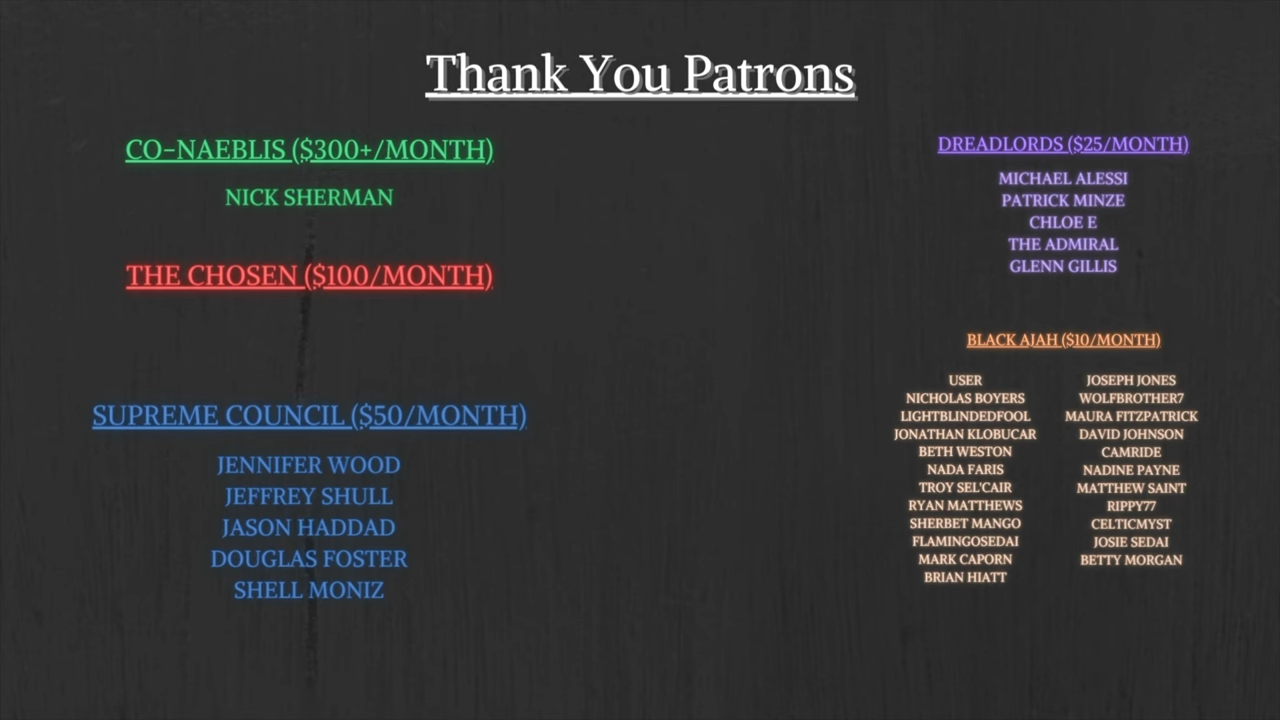 Thank You Patrons
CO-NAEBLIS ($300+/MONTH)
NICK SHERMAN
THE CHOSEN ($100/MONTH)
SUPREME COUNCIL ($50/MONTH)
JENNIFER WOOD
JEFFREY SHULL
JASON HADDAD
DOUGLAS FOSTER
SHELL MONIZ
DREADLORDS ($25/MONTH)
MICHAEL ALESSI
PATRICK MINZE
CHLOE E
THE ADMIRAL
GLENN GILLIS
BLACK AJAH ($10/MONTH)
USER
NICHOLAS BOYERS
LIGHTBLINDEDFOOL
JONATHAN KLOBUCAR
BETH WESTON
NADA FARIS
TROY SEL'CAIR
RYAN MATTHEWS
SHERBET MANGO
FLAMINGOSEDAI
MARK CAPORN
BRIAN HIATT
JOSEPH JONES
WOLFBROTHER7
MAURA FITZPATRICK
DAVID JOHNSON
CAMRIDE
NADINE PAYNE
MATTHEW SAINT
RIPPY77
CELTICMYST
JOSIE SEDAI
BETTY MORGAN